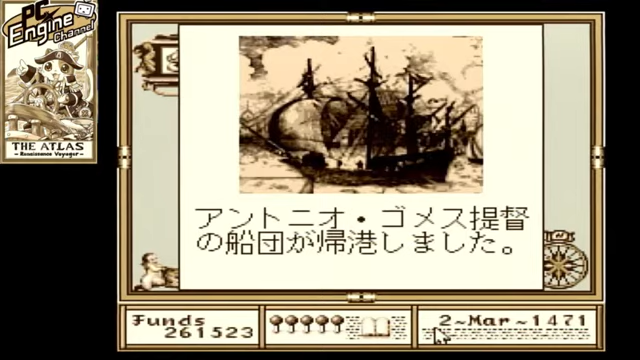 PC Engine
Channel
THE ATLAS
~ Renaissance Voyager ~
アントニオ・ゴメス提督
の船団が帰港しました。
Funds
261523
2~Mar~1471